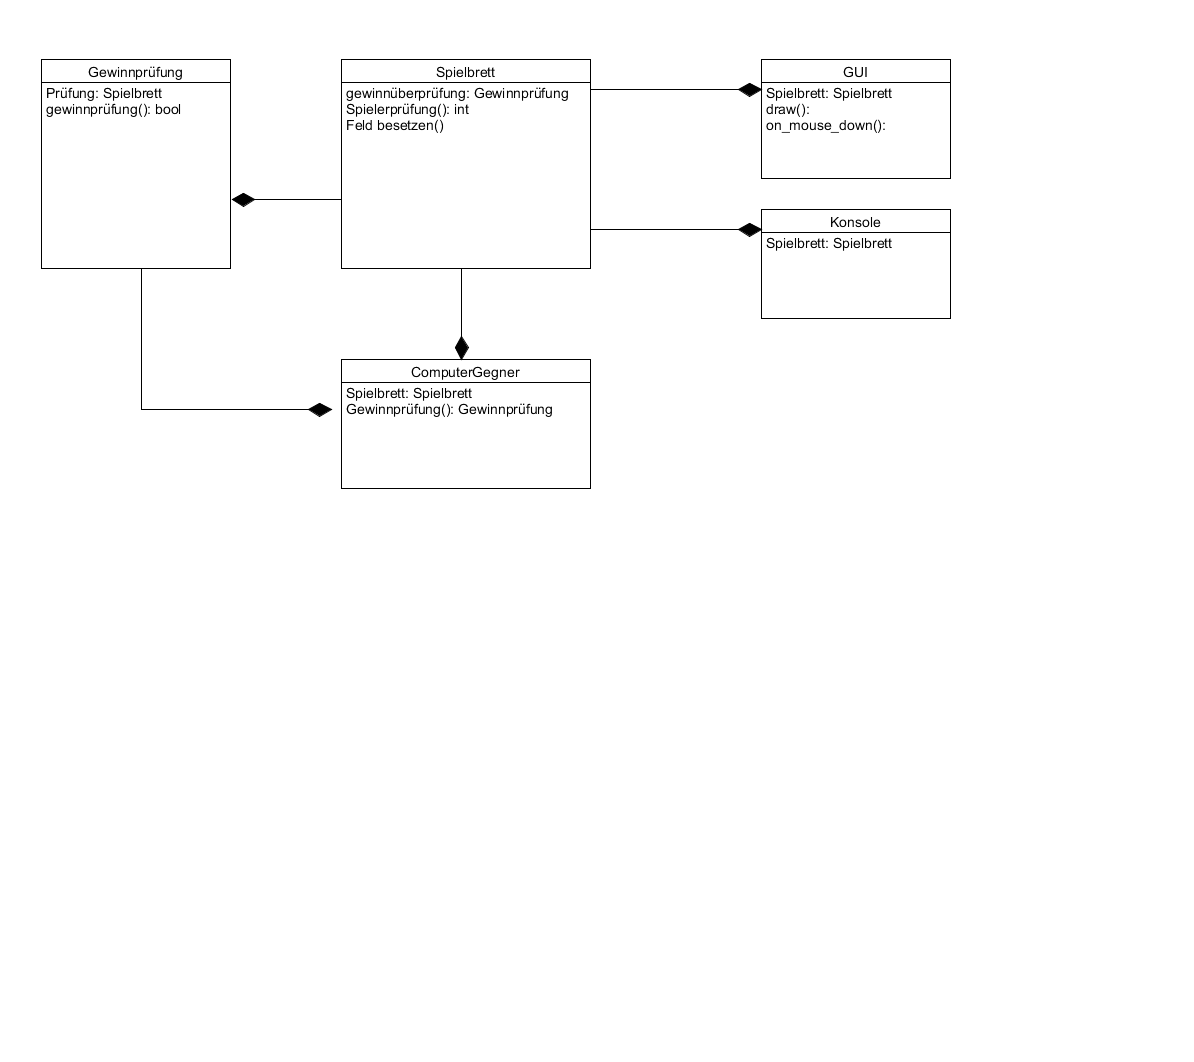 Gewinnprüfung
Prüfung: Spielbrett
gewinnprüfung(): bool
Spielbrett
gewinnüberprüfung: Gewinnprüfung
Spielerprüfung(): int
Feld besetzen()
GUI
Spielbrett: Spielbrett
draw():
on_mouse_down():
Konsole
Spielbrett: Spielbrett
ComputerGegner
Spielbrett: Spielbrett
Gewinnprüfung(): Gewinnprüfung